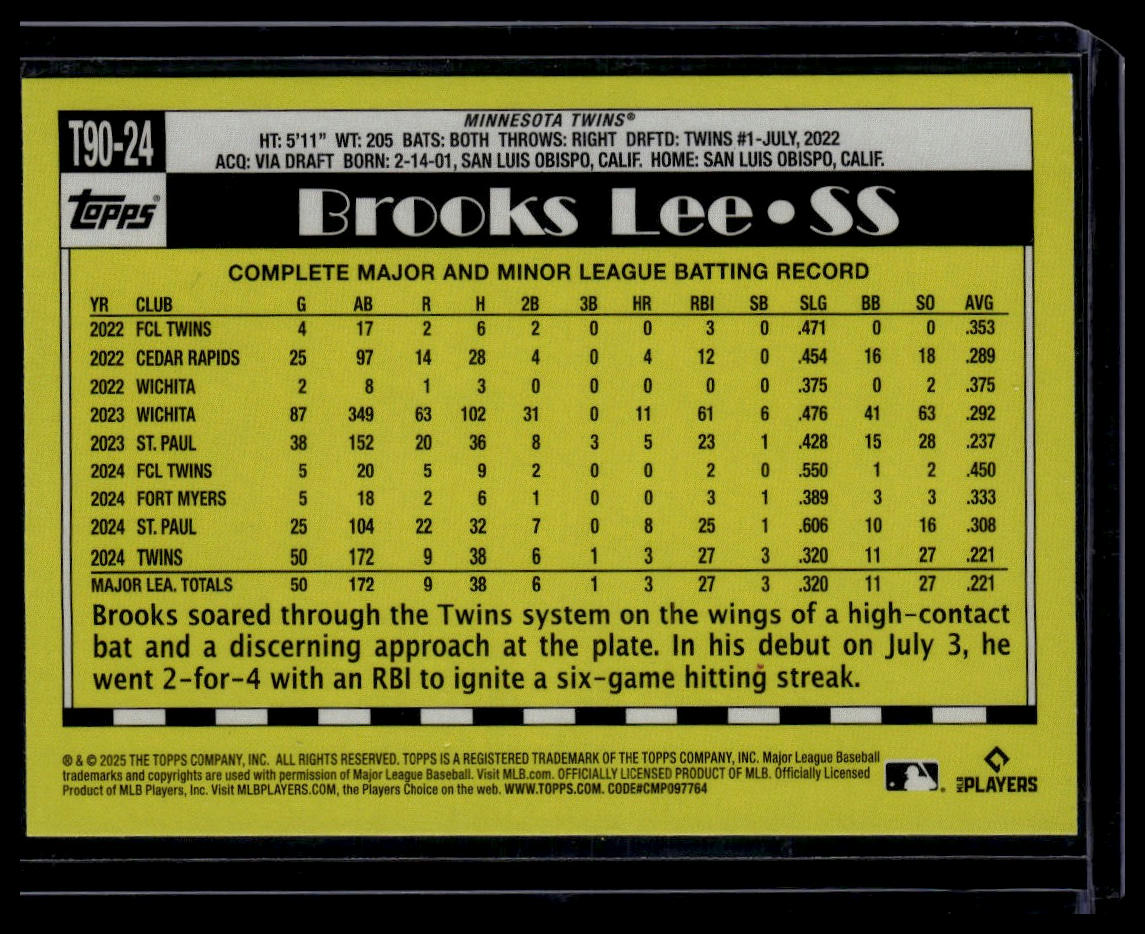 T90-24
MINNESOTA TWINS®
HT: 5'11" WT: 205 BATS: BOTH THROWS: RIGHT DRFTD: TWINS #1-JULY, 2022
ACQ: VIA DRAFT BORN: 2-14-01, SAN LUIS OBISPO, CALIF. HOME: SAN LUIS OBISPO, CALIF.
topps®
Brooks Lee • SS
COMPLETE MAJOR AND MINOR LEAGUE BATTING RECORD
YR CLUB G AB R H 2B 3B HR RBI SB SLG BB SO AVG
2022 FCL TWINS 4 17 2 6 2 0 0 3 0 .471 0 0 .353
2022 CEDAR RAPIDS 25 97 14 28 4 0 4 12 0 .454 16 18 .289
2022 WICHITA 2 8 1 3 0 0 0 0 0 .375 0 2 .375
2023 WICHITA 87 349 63 102 31 0 11 61 6 .476 41 63 .292
2023 ST. PAUL 38 152 20 36 8 3 5 23 1 .428 15 28 .237
2024 FCL TWINS 5 20 5 9 2 0 0 2 0 .550 1 2 .450
2024 FORT MYERS 5 18 2 6 1 0 0 3 1 .389 3 3 .333
2024 ST. PAUL 25 104 22 32 7 0 8 25 1 .606 10 16 .308
2024 TWINS 50 172 9 38 6 1 3 27 3 .320 11 27 .221
MAJOR LEA. TOTALS 50 172 9 38 6 1 3 27 3 .320 11 27 .221
Brooks soared through the Twins system on the wings of a high-contact
bat and a discerning approach at the plate. In his debut on July 3, he
went 2-for-4 with an RBI to ignite a six-game hitting streak.
® & © 2025 THE TOPPS COMPANY, INC. ALL RIGHTS RESERVED. TOPPS IS A REGISTERED TRADEMARK OF THE TOPPS COMPANY, INC. Major League Baseball
trademarks and copyrights are used with permission of Major League Baseball. Visit MLB.com. OFFICIALLY LICENSED PRODUCT OF MLB. Officially Licensed
Product of MLB Players, Inc. Visit MLBPLAYERS.COM, the Players Choice on the web. WWW.TOPPS.COM. CODE#CMP097764
MLB PLAYERS